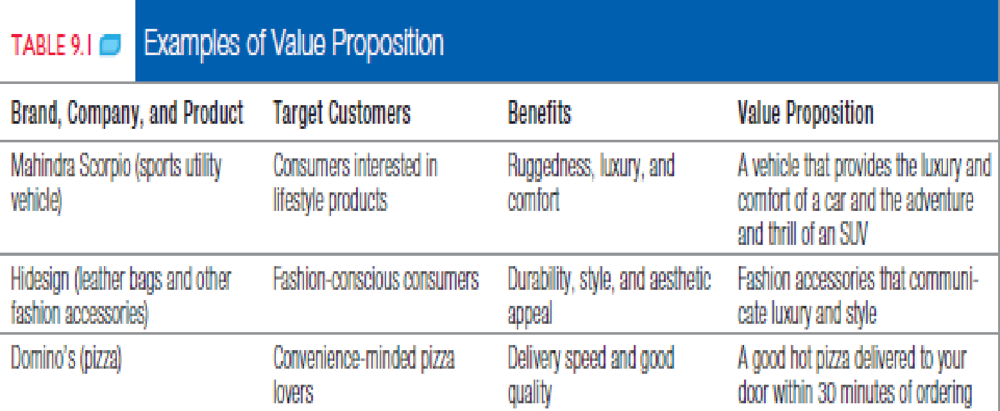 TABLE 9.1 Examples of Value Proposition
Brand, Company, and Product Target Customers Benefits Value Proposition
Mahindra Scorpio (sports utility Consumers interested in Ruggedness, luxury, and A vehicle that provides the luxury and
vehicle) lifestyle products comfort comfort of a car and the adventure
and thrill of an SUV
Hidesign (leather bags and other Fashion-conscious consumers Durability, style, and aesthetic Fashion accessories that communi-
fashion accessories) appeal cate luxury and style
Domino's (pizza) Convenience-minded pizza Delivery speed and good A good hot pizza delivered to your
lovers quality door within 30 minutes of ordering